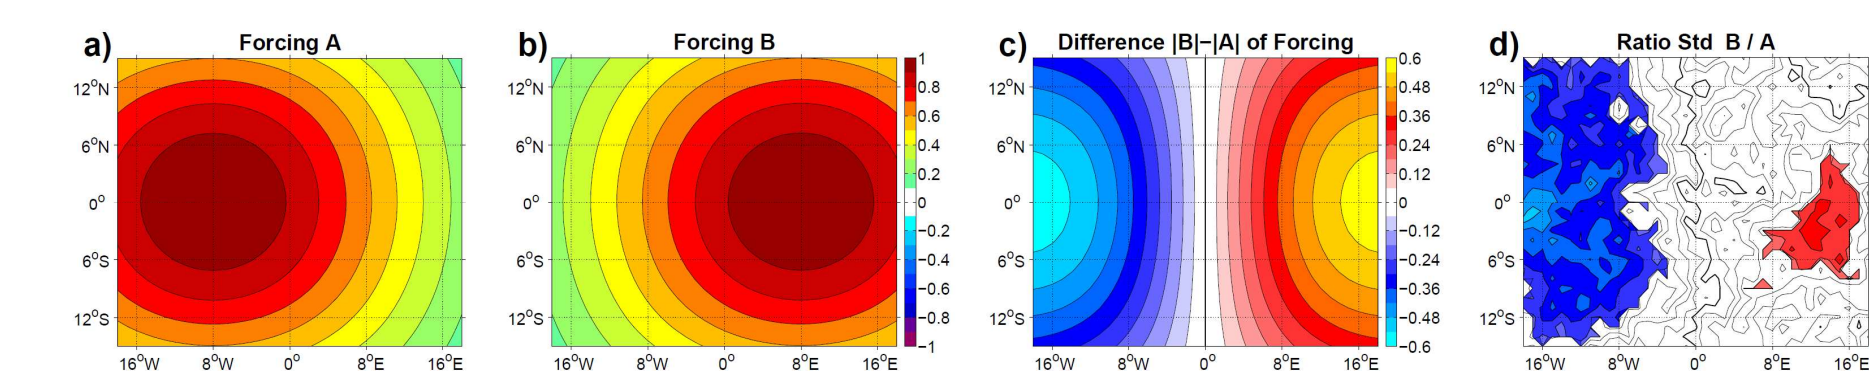 a) Forcing A
12°N
6°N
0°
6°S
12°S
16°W 8°W 0° 8°E 16°E
b) Forcing B
12°N
6°N
0°
6°S
12°S
16°W 8°W 0° 8°E 16°E
1
0.8
0.6
0.4
0.2
0
−0.2
−0.4
−0.6
−0.8
−1
c) Difference |B|−|A| of Forcing
12°N
6°N
0°
6°S
12°S
16°W 8°W 0° 8°E 16°E
0.6
0.48
0.36
0.24
0.12
0
−0.12
−0.24
−0.36
−0.48
−0.6
d) Ratio Std B / A
12°N
6°N
0°
6°S
12°S
16°W 8°W 0° 8°E 16°E